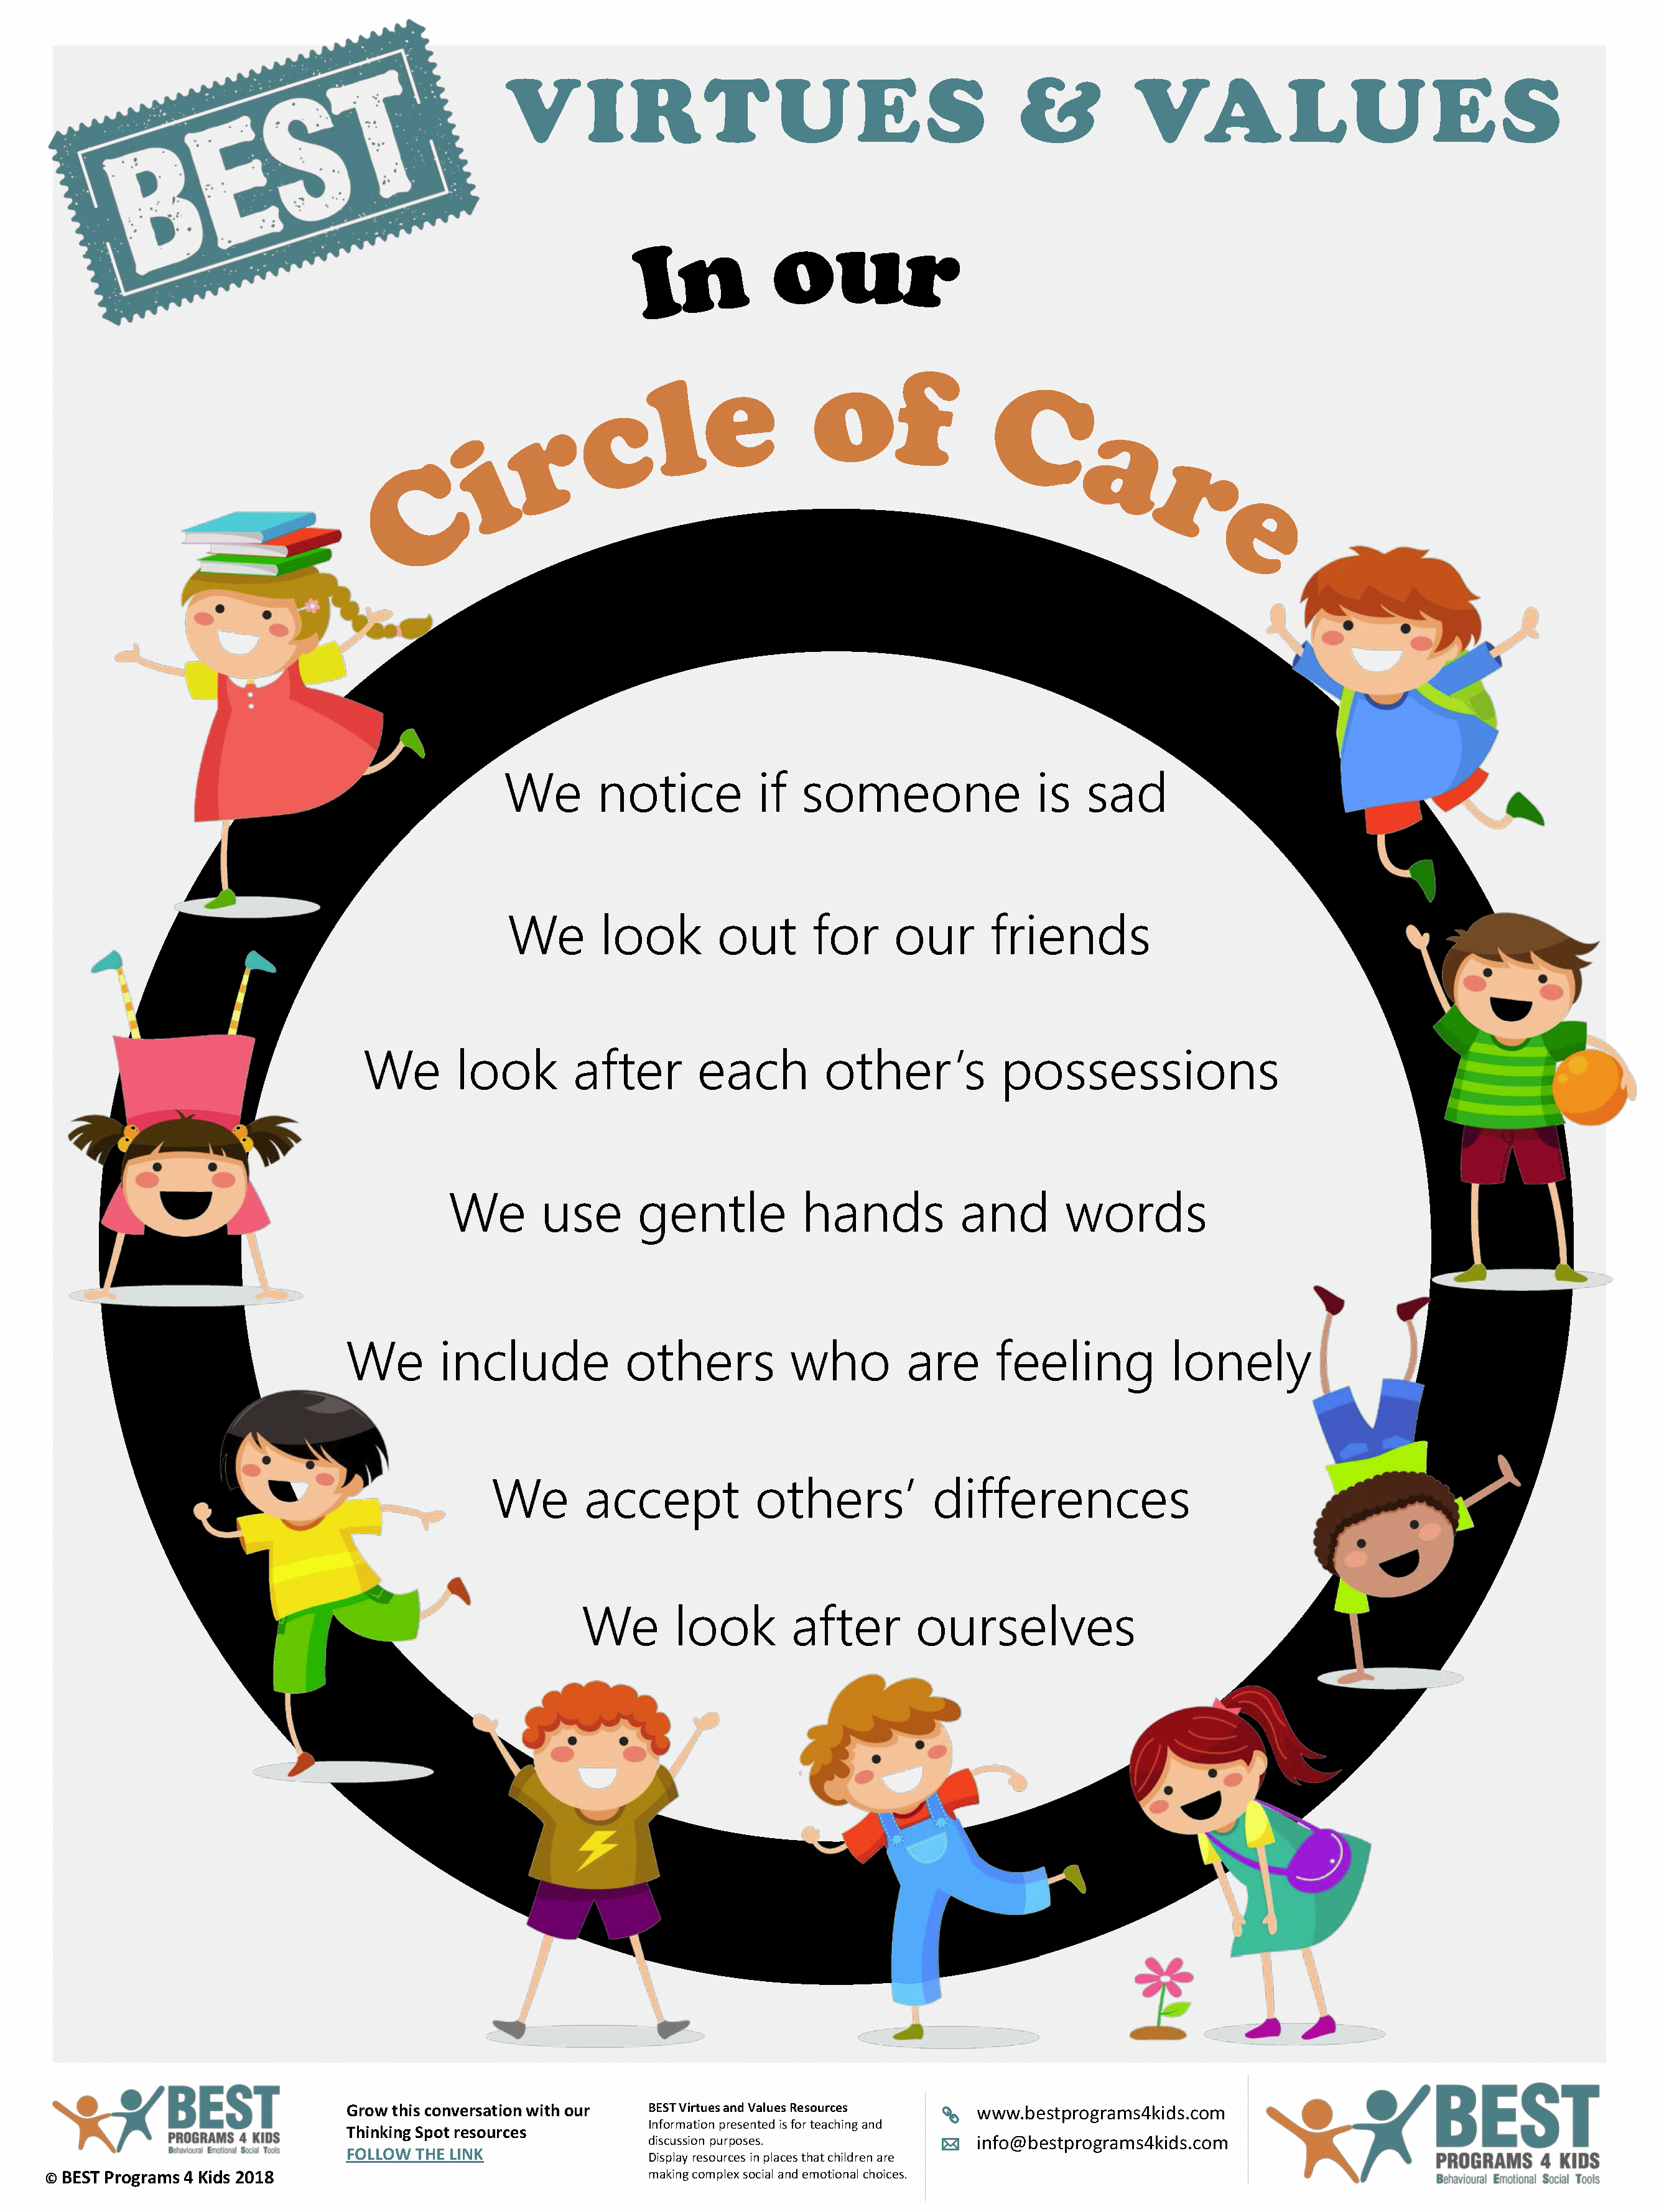 BEST
VIRTUES & VALUES
In our
Circle of Care
We notice if someone is sad
We look out for our friends
We look after each other’s possessions
We use gentle hands and words
We include others who are feeling lonely
We accept others’ differences
We look after ourselves
BEST
PROGRAMS 4 KIDS
Behavioural Emotional Social Tools
© BEST Programs 4 Kids 2018
Grow this conversation with our
Thinking Spot resources
FOLLOW THE LINK
BEST Virtues and Values Resources
Information presented is for teaching and
discussion purposes.
Display resources in places that children are
making complex social and emotional choices.
www.bestprograms4kids.com
info@bestprograms4kids.com
BEST
PROGRAMS 4 KIDS
Behavioural Emotional Social Tools